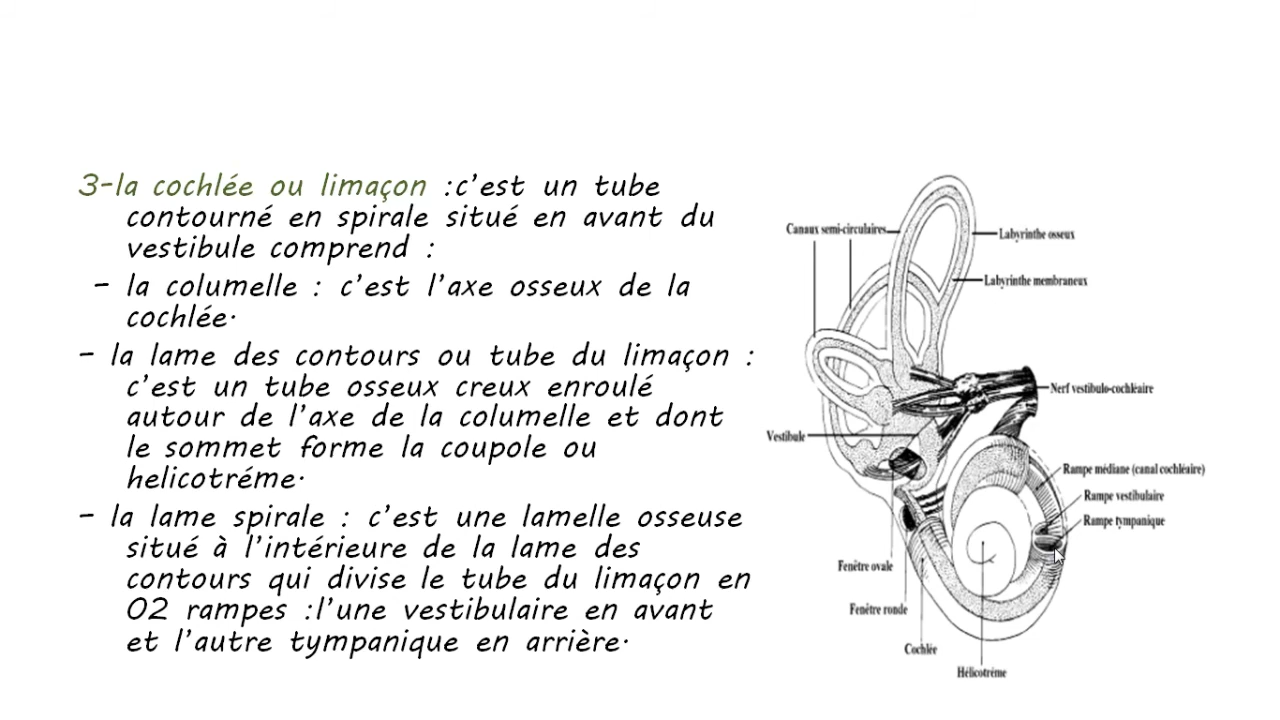 3-la cochlée ou limaçon :c’est un tube
contourné en spirale situé en avant du
vestibule comprend :
- la columelle : c’est l’axe osseux de la
cochlée.
- la lame des contours ou tube du limaçon :
c’est un tube osseux creux enroulé
autour de l’axe de la columelle et dont
le sommet forme la coupole ou
helicotréme.
- la lame spirale : c’est une lamelle osseuse
situé à l’intérieure de la lame des
contours qui divise le tube du limaçon en
02 rampes :l’une vestibulaire en avant
et l’autre tympanique en arrière.
Canaux semi-circulaires
Labyrinthe osseux
Labyrinthe membraneux
Nerf vestibulo-cochléaire
Vestibule
Rampe médiane (canal cochléaire)
Rampe vestibulaire
Rampe tympanique
Fenêtre ovale
Fenêtre ronde
Cochlée
Hélicotréme